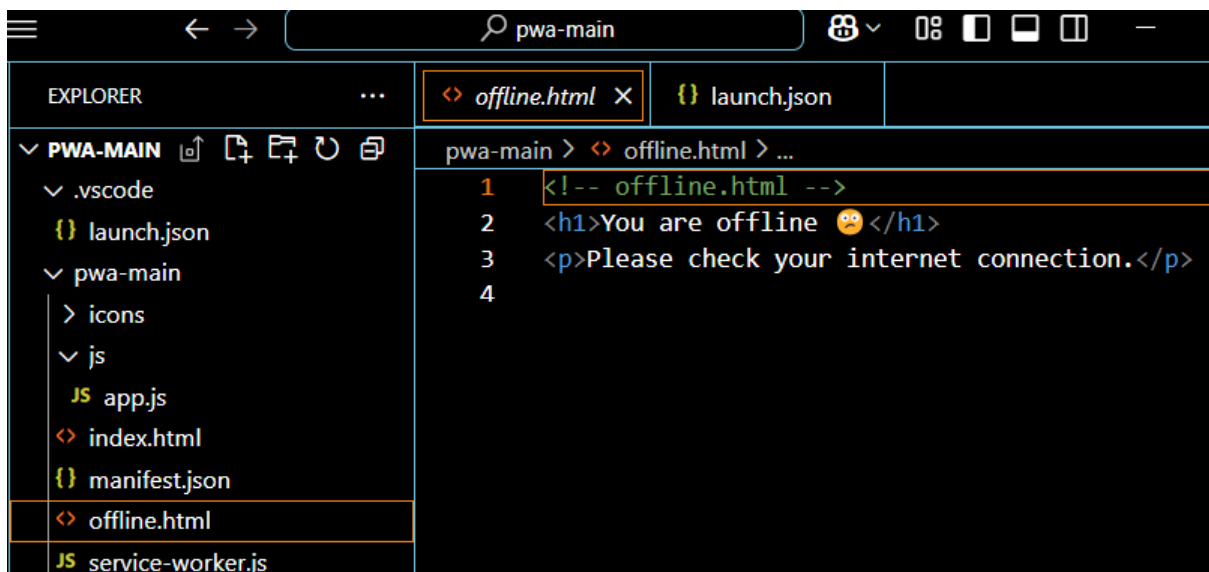 pwa-main
EXPLORER
offline.html
launch.json
PWA-MAIN
pwa-main > offline.html > ...
.vscode
launch.json
pwa-main
icons
js
JS app.js
index.html
manifest.json
offline.html
JS service-worker.js
1 <!-- offline.html -->
2 <h1>You are offline 😟</h1>
3 <p>Please check your internet connection.</p>
4